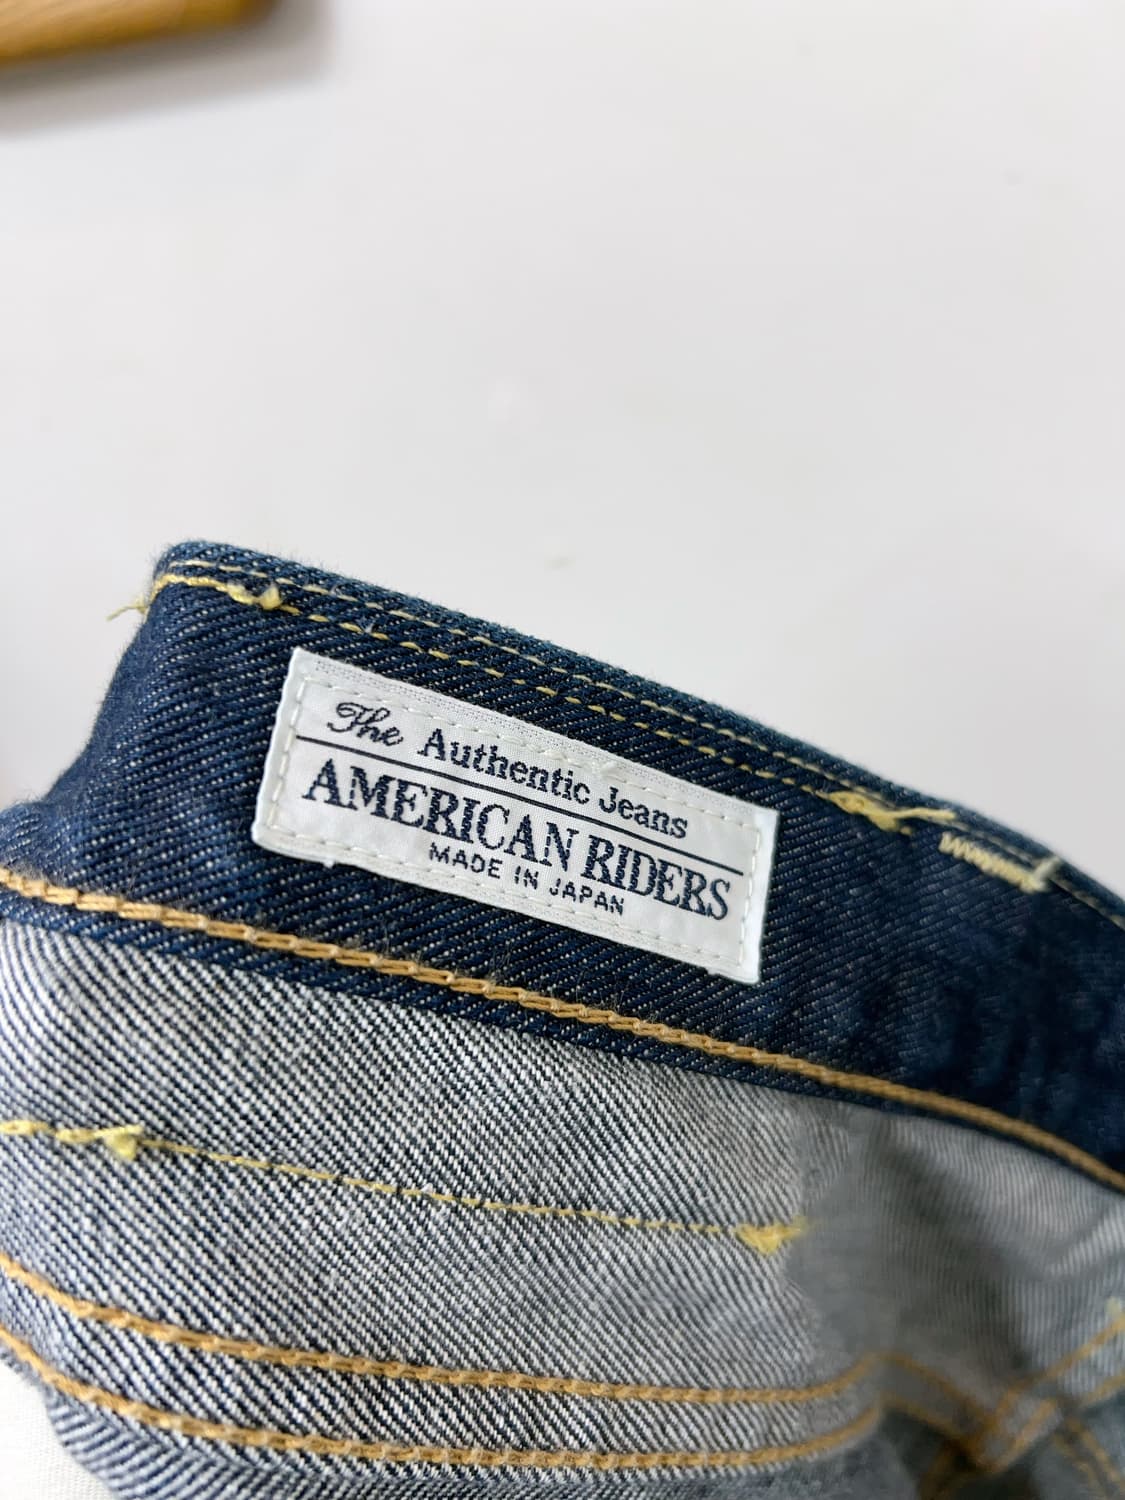 The Authentic Jeans
AMERICAN RIDERS
MADE IN JAPAN